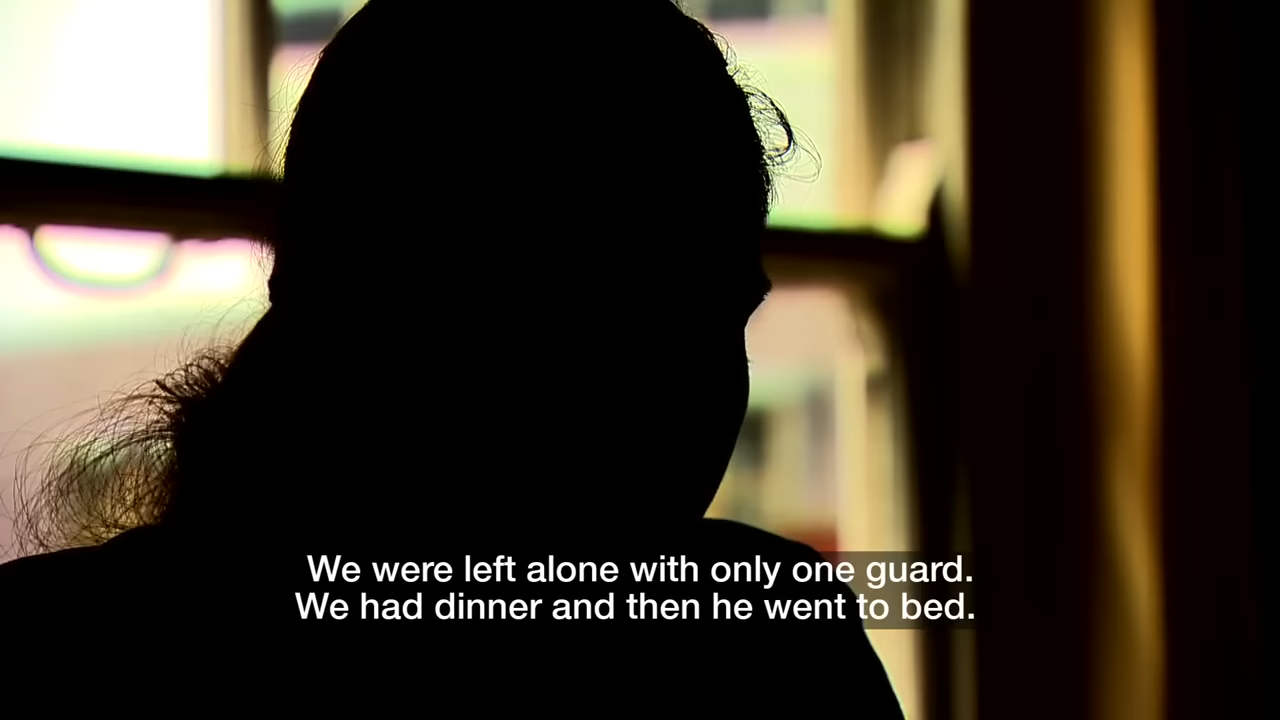 We were left alone with only one guard.
We had dinner and then he went to bed.